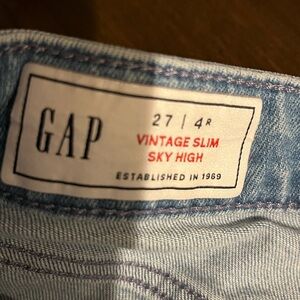 GAP
27 | 4R
VINTAGE SLIM
SKY HIGH
ESTABLISHED IN 1969